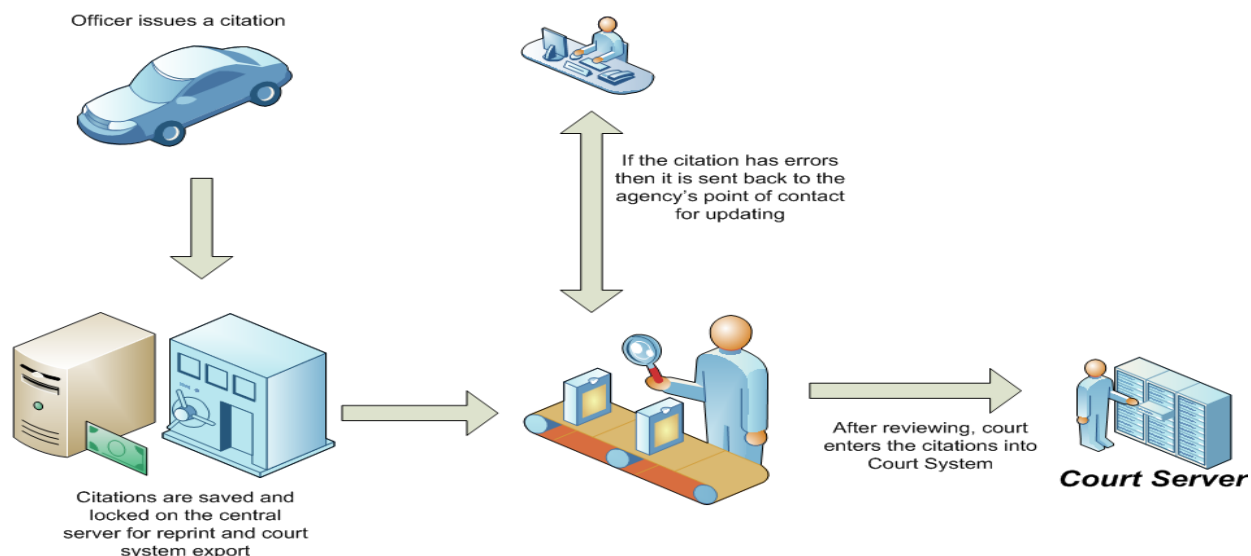 Officer issues a citation
If the citation has errors
then it is sent back to the
agency's point of contact
for updating
Citations are saved and
locked on the central
server for reprint and court
system export
After reviewing, court
enters the citations into
Court System
Court Server